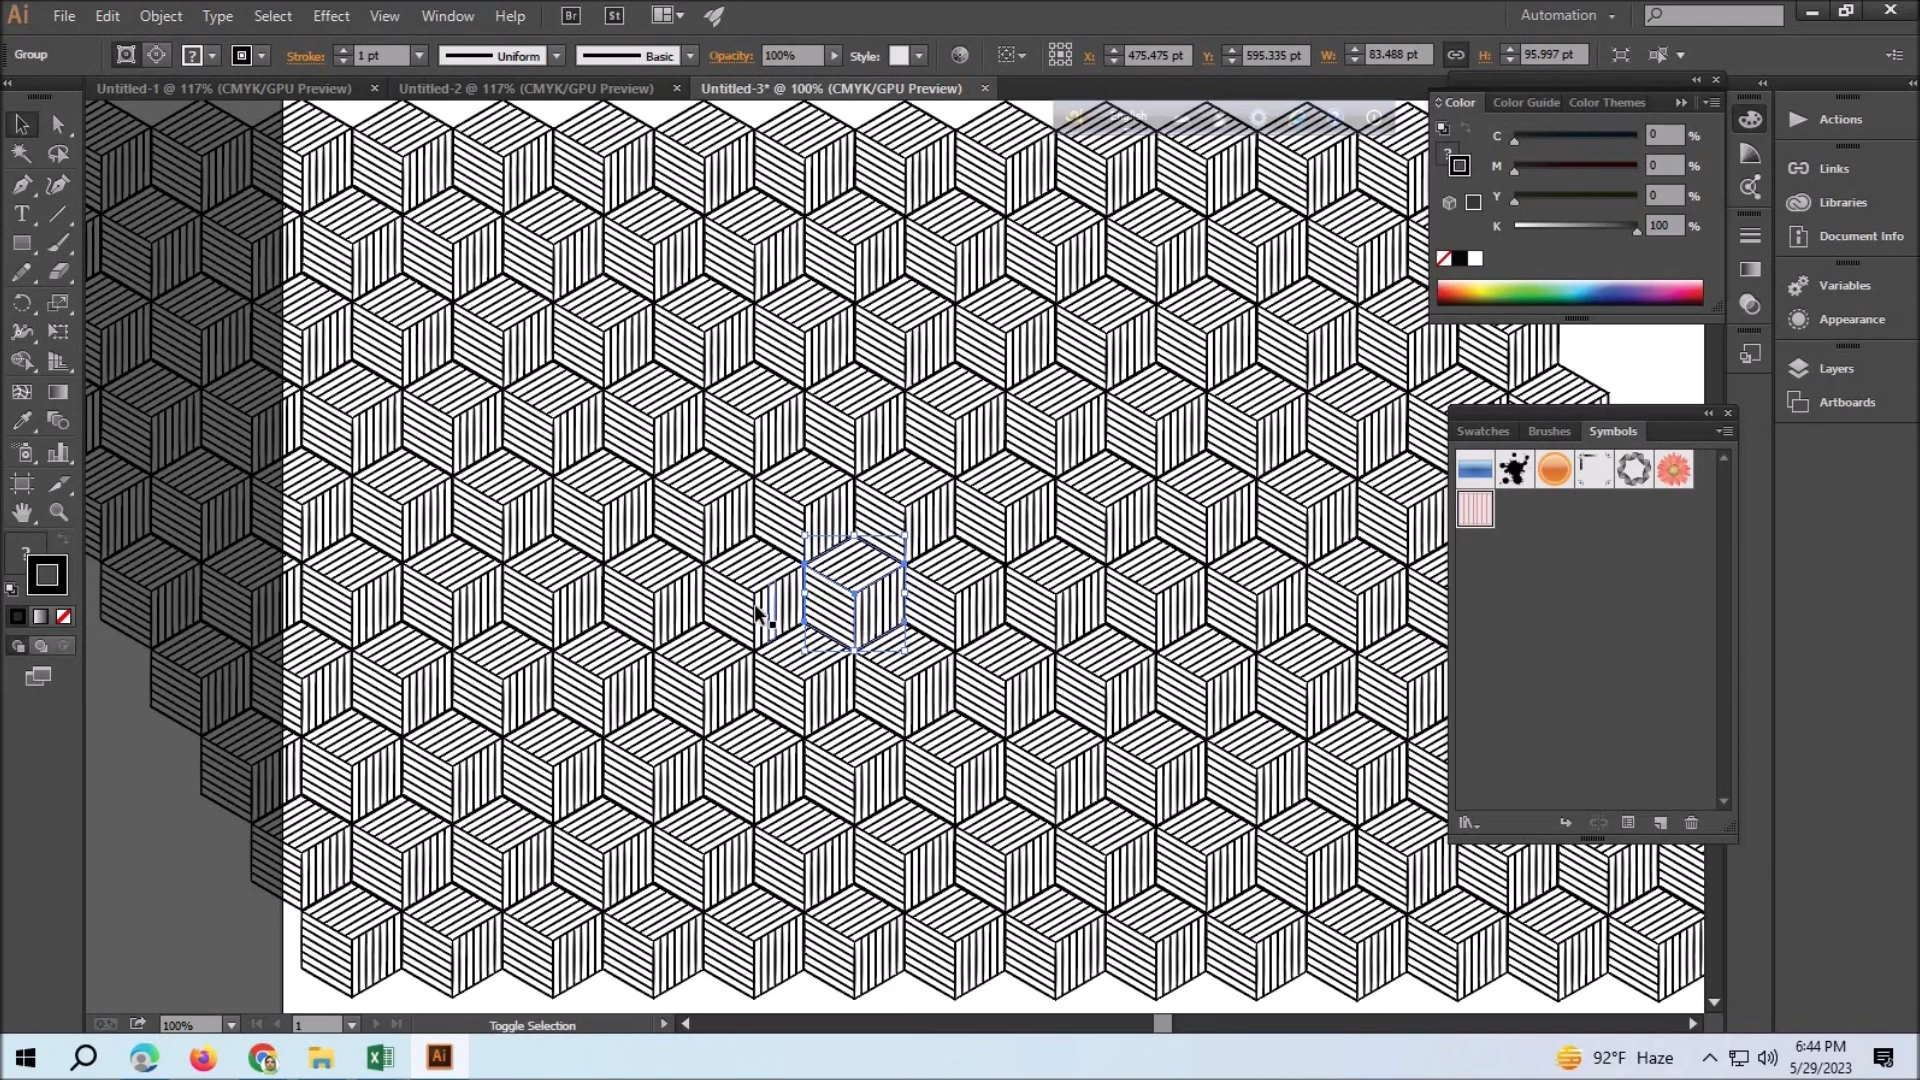 Ai File Edit Object Type Select Effect View Window Help Br St Automation
Group ? Stroke: 1 pt Uniform Basic Opacity: 100% Style: X: 475.475 pt Y: 595.335 pt W: 83.488 pt H: 95.997 pt
Untitled-1 @ 117% (CMYK/GPU Preview) × Untitled-2 @ 117% (CMYK/GPU Preview) × Untitled-3* @ 100% (CMYK/GPU Preview) ×
English
Color Color Guide Color Themes
C 0 %
M 0 %
Y 0 %
K 100 %
Actions
Links
Libraries
Document Info
Variables
Appearance
Layers
Artboards
Swatches Brushes Symbols
T
?
100% 1 Toggle Selection
Ai 92°F Haze 6:44 PM
5/29/2023